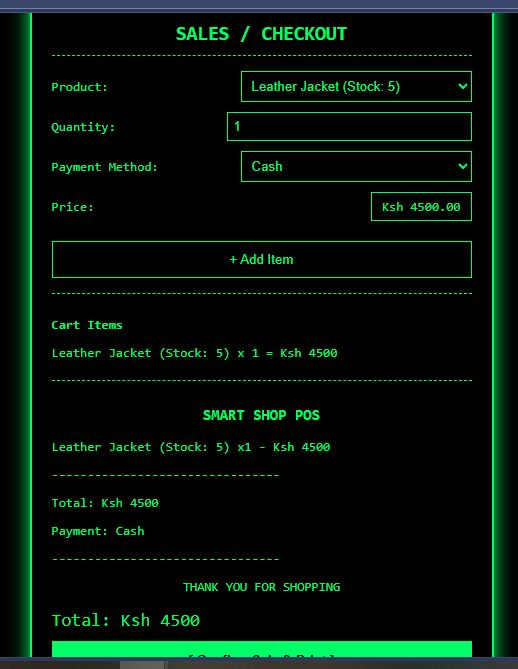 SALES / CHECKOUT
Product:
Leather Jacket (Stock: 5)
Quantity:
1
Payment Method:
Cash
Price:
Ksh 4500.00
+ Add Item
Cart Items
Leather Jacket (Stock: 5) x 1 = Ksh 4500
SMART SHOP POS
Leather Jacket (Stock: 5) x1 - Ksh 4500
--------------------------------
Total: Ksh 4500
Payment: Cash
--------------------------------
THANK YOU FOR SHOPPING
Total: Ksh 4500